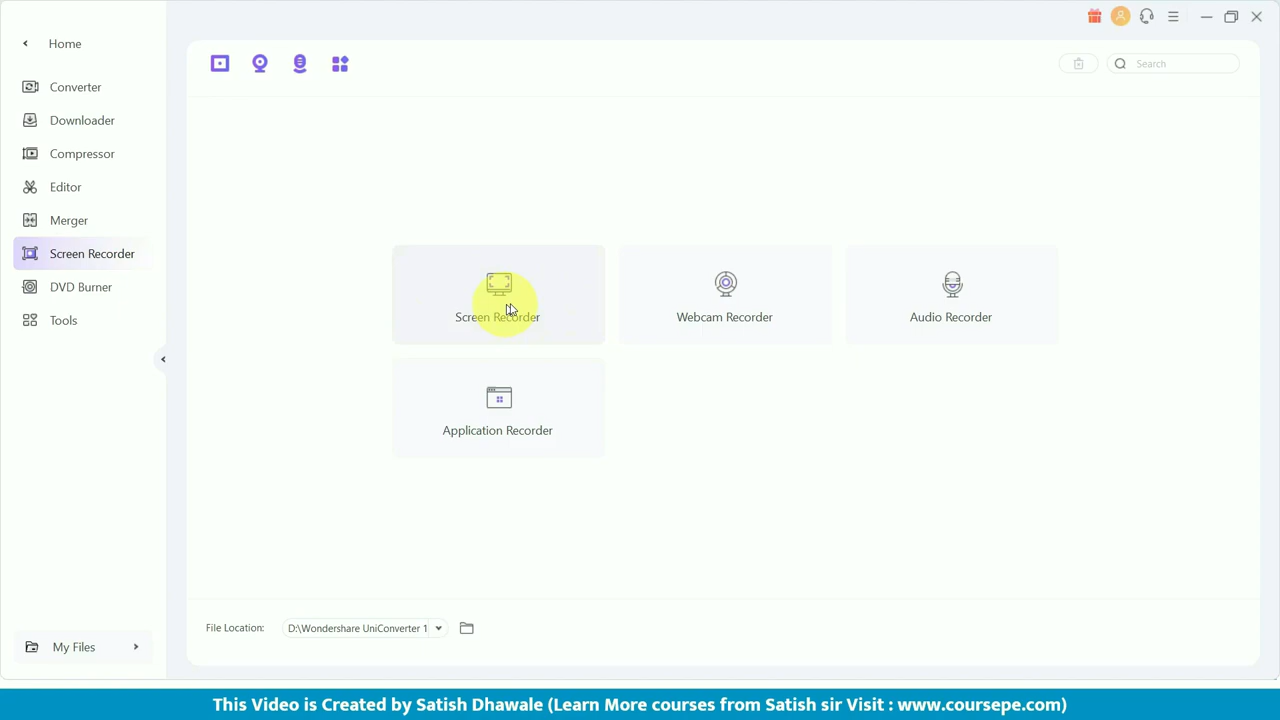 Home
Converter
Downloader
Compressor
Editor
Merger
Screen Recorder
DVD Burner
Tools
My Files
Search
Screen Recorder
Webcam Recorder
Audio Recorder
Application Recorder
File Location:
D:\Wondershare UniConverter 1
This Video is Created by Satish Dhawale (Learn More courses from Satish sir Visit : www.coursepe.com)